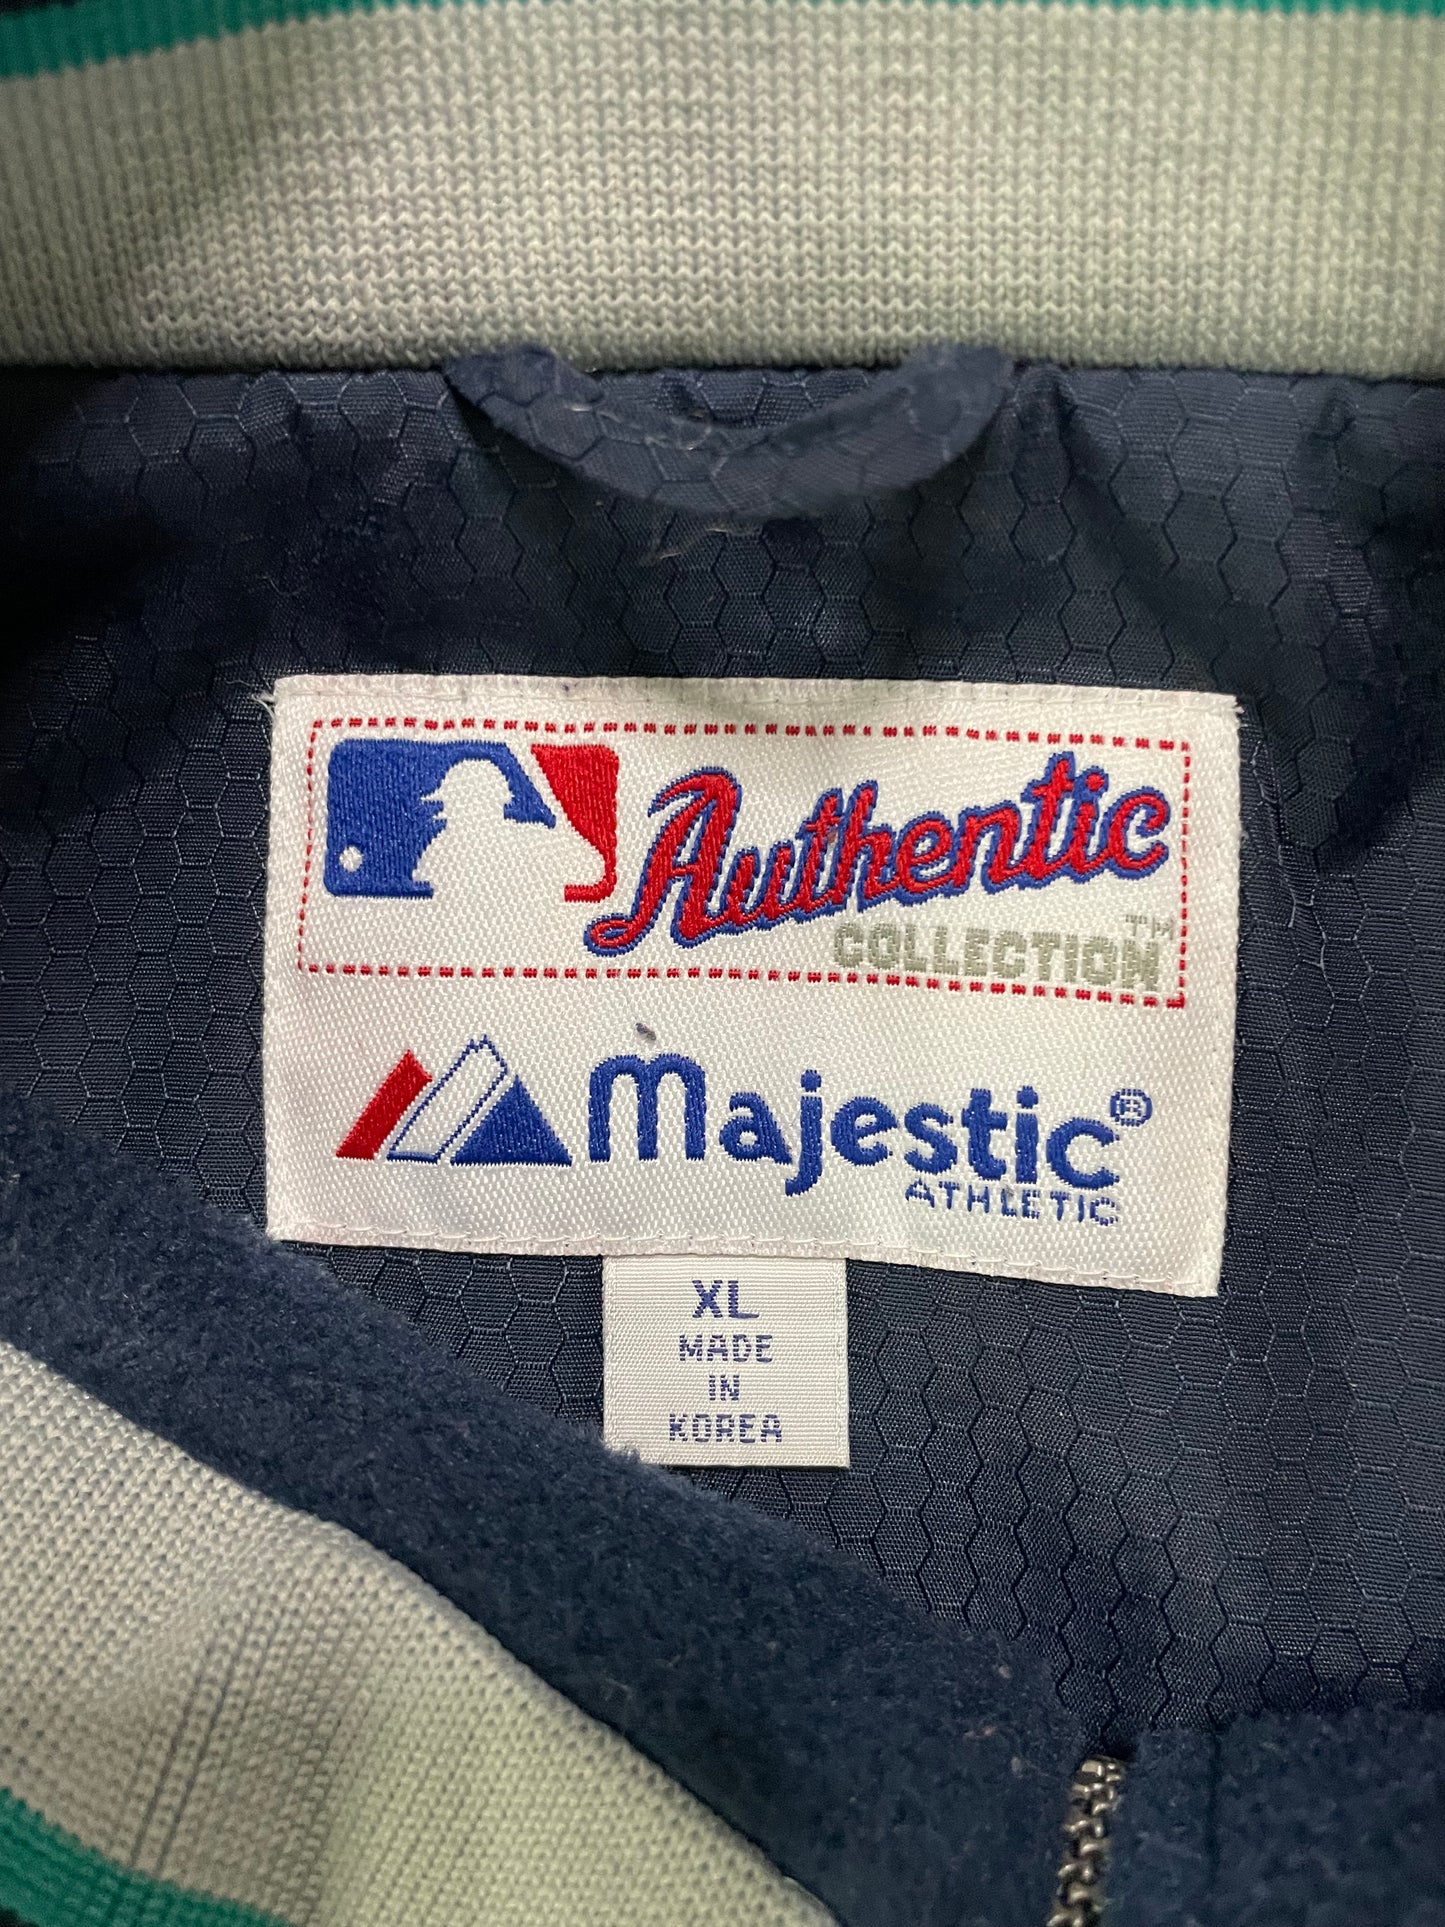 Authentic
COLLECTION™
Majestic®
ATHLETIC
XL
MADE
IN
KOREA